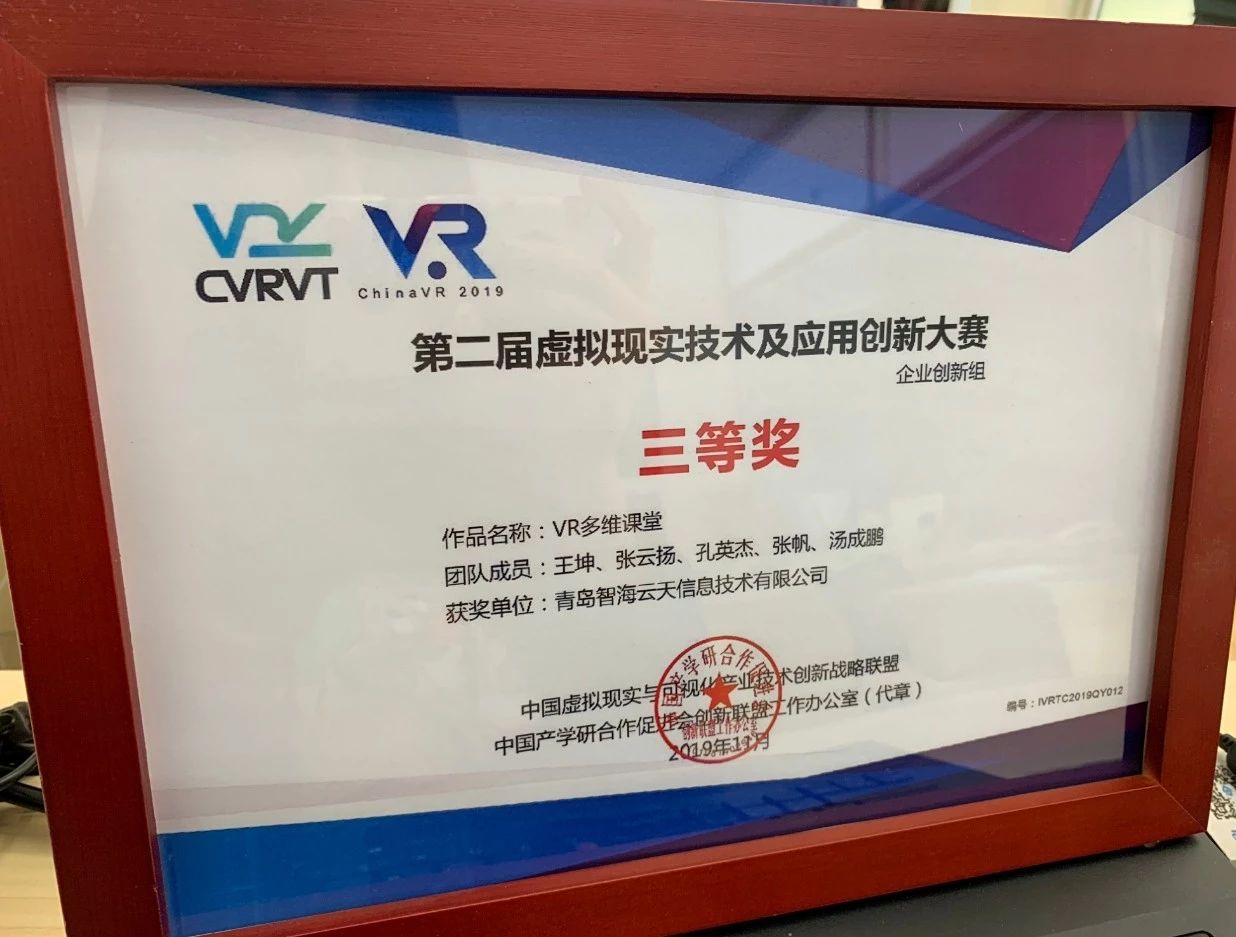 CVRVT
VR
ChinaVR 2019
第二届虚拟现实技术及应用创新大赛
企业创新组
三等奖
作品名称：VR多维课堂
团队成员：王坤、张云扬、孔英杰、张帆、汤成鹏
获奖单位：青岛智海云天信息技术有限公司
中国虚拟现实与可视化产业技术创新战略联盟
中国产学研合作促进会创新联盟工作办公室（代章）
2019年11月
编号：IVRTC2019QY012